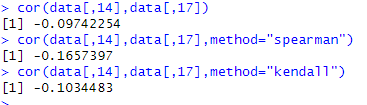 > cor(data[,14],data[,17])
[1] -0.09742254
> cor(data[,14],data[,17],method="spearman")
[1] -0.1657397
> cor(data[,14],data[,17],method="kendall")
[1] -0.1034483